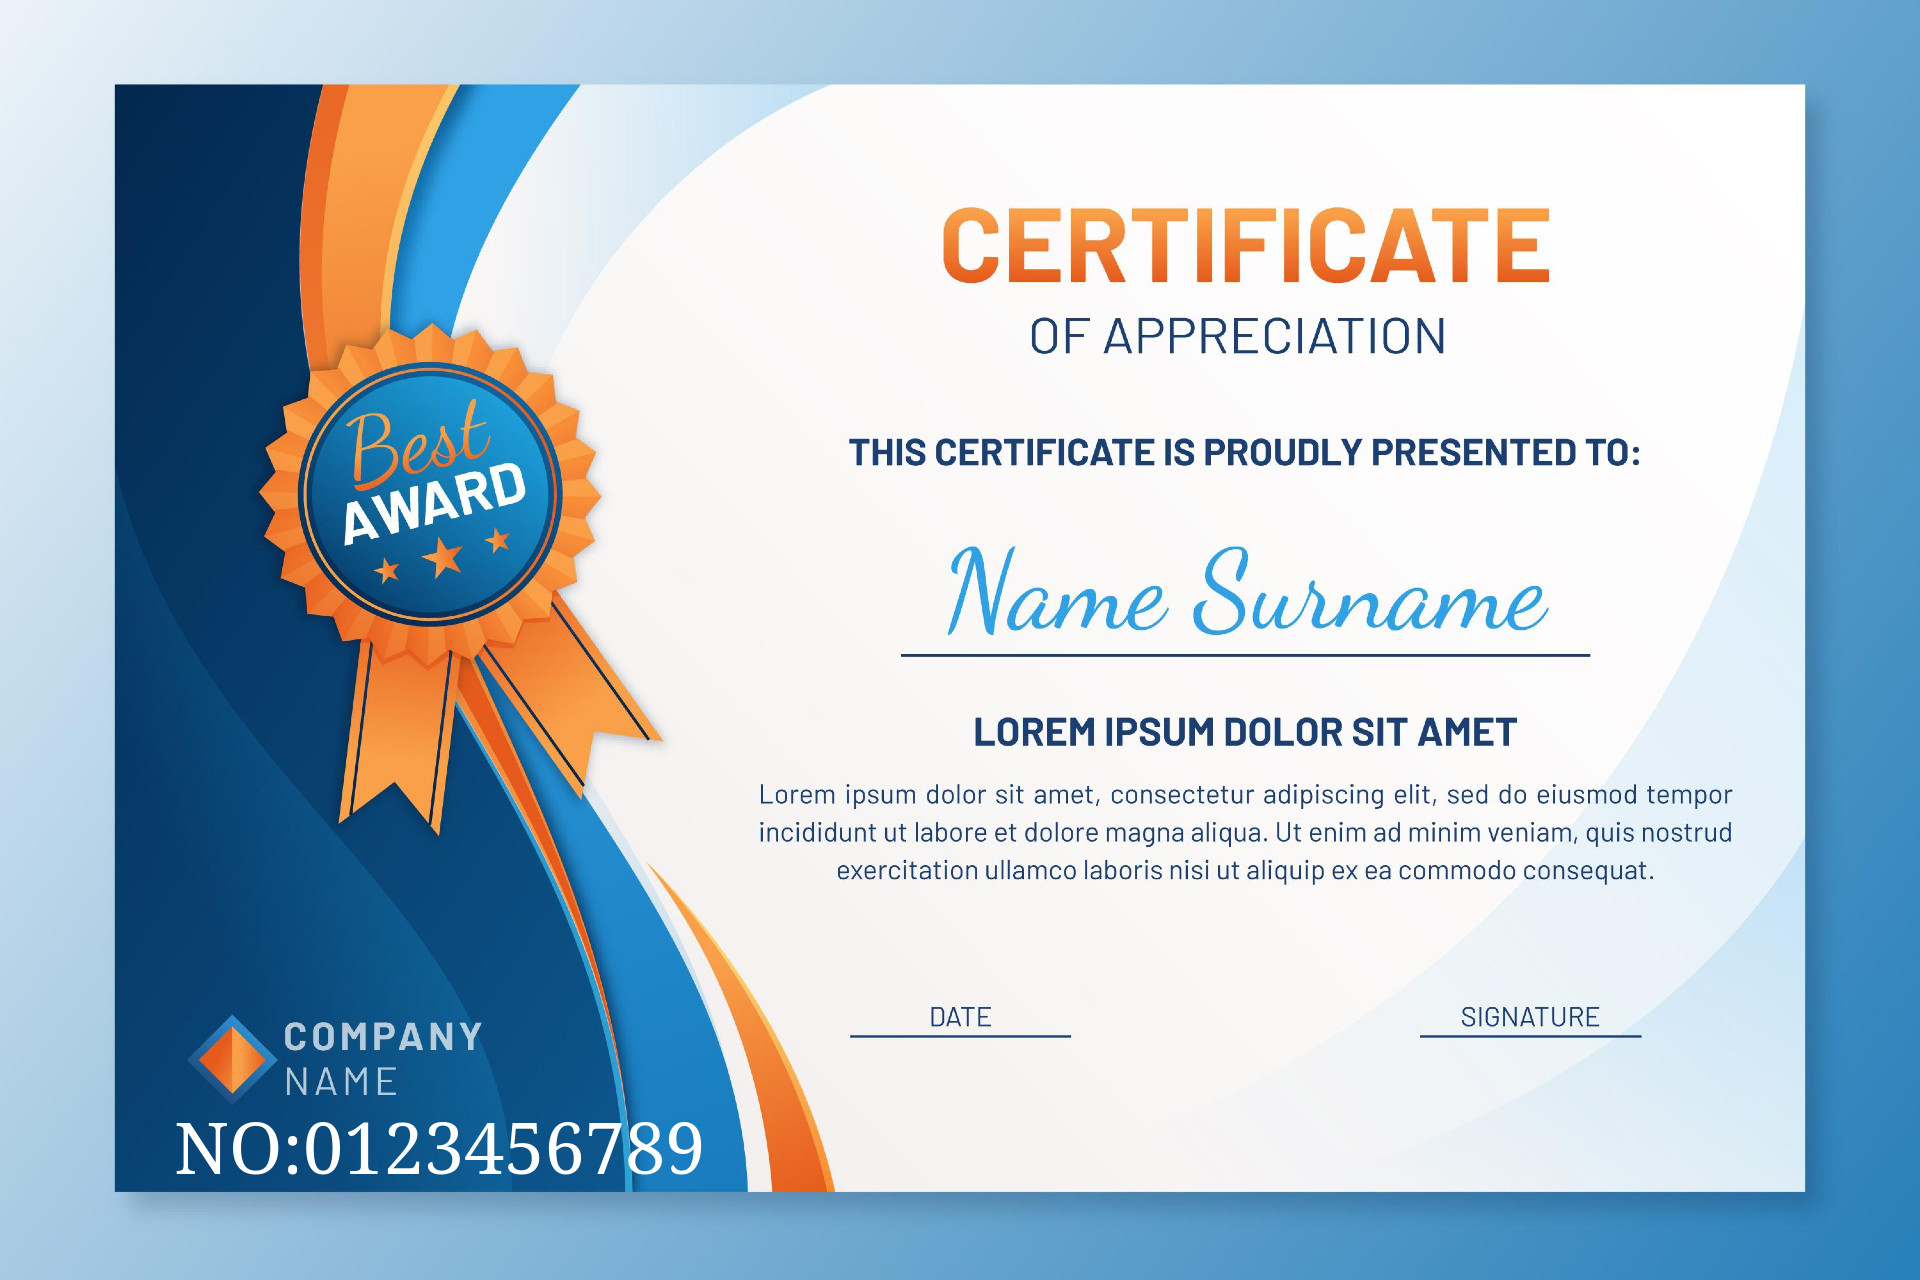 CERTIFICATE
OF APPRECIATION
THIS CERTIFICATE IS PROUDLY PRESENTED TO:
Name Surname
LOREM IPSUM DOLOR SIT AMET
Lorem ipsum dolor sit amet, consectetur adipiscing elit, sed do eiusmod tempor
incididunt ut labore et dolore magna aliqua. Ut enim ad minim veniam, quis nostrud
exercitation ullamco laboris nisi ut aliquip ex ea commodo consequat.
DATE
SIGNATURE
Best
AWARD
COMPANY
NAME
NO:0123456789